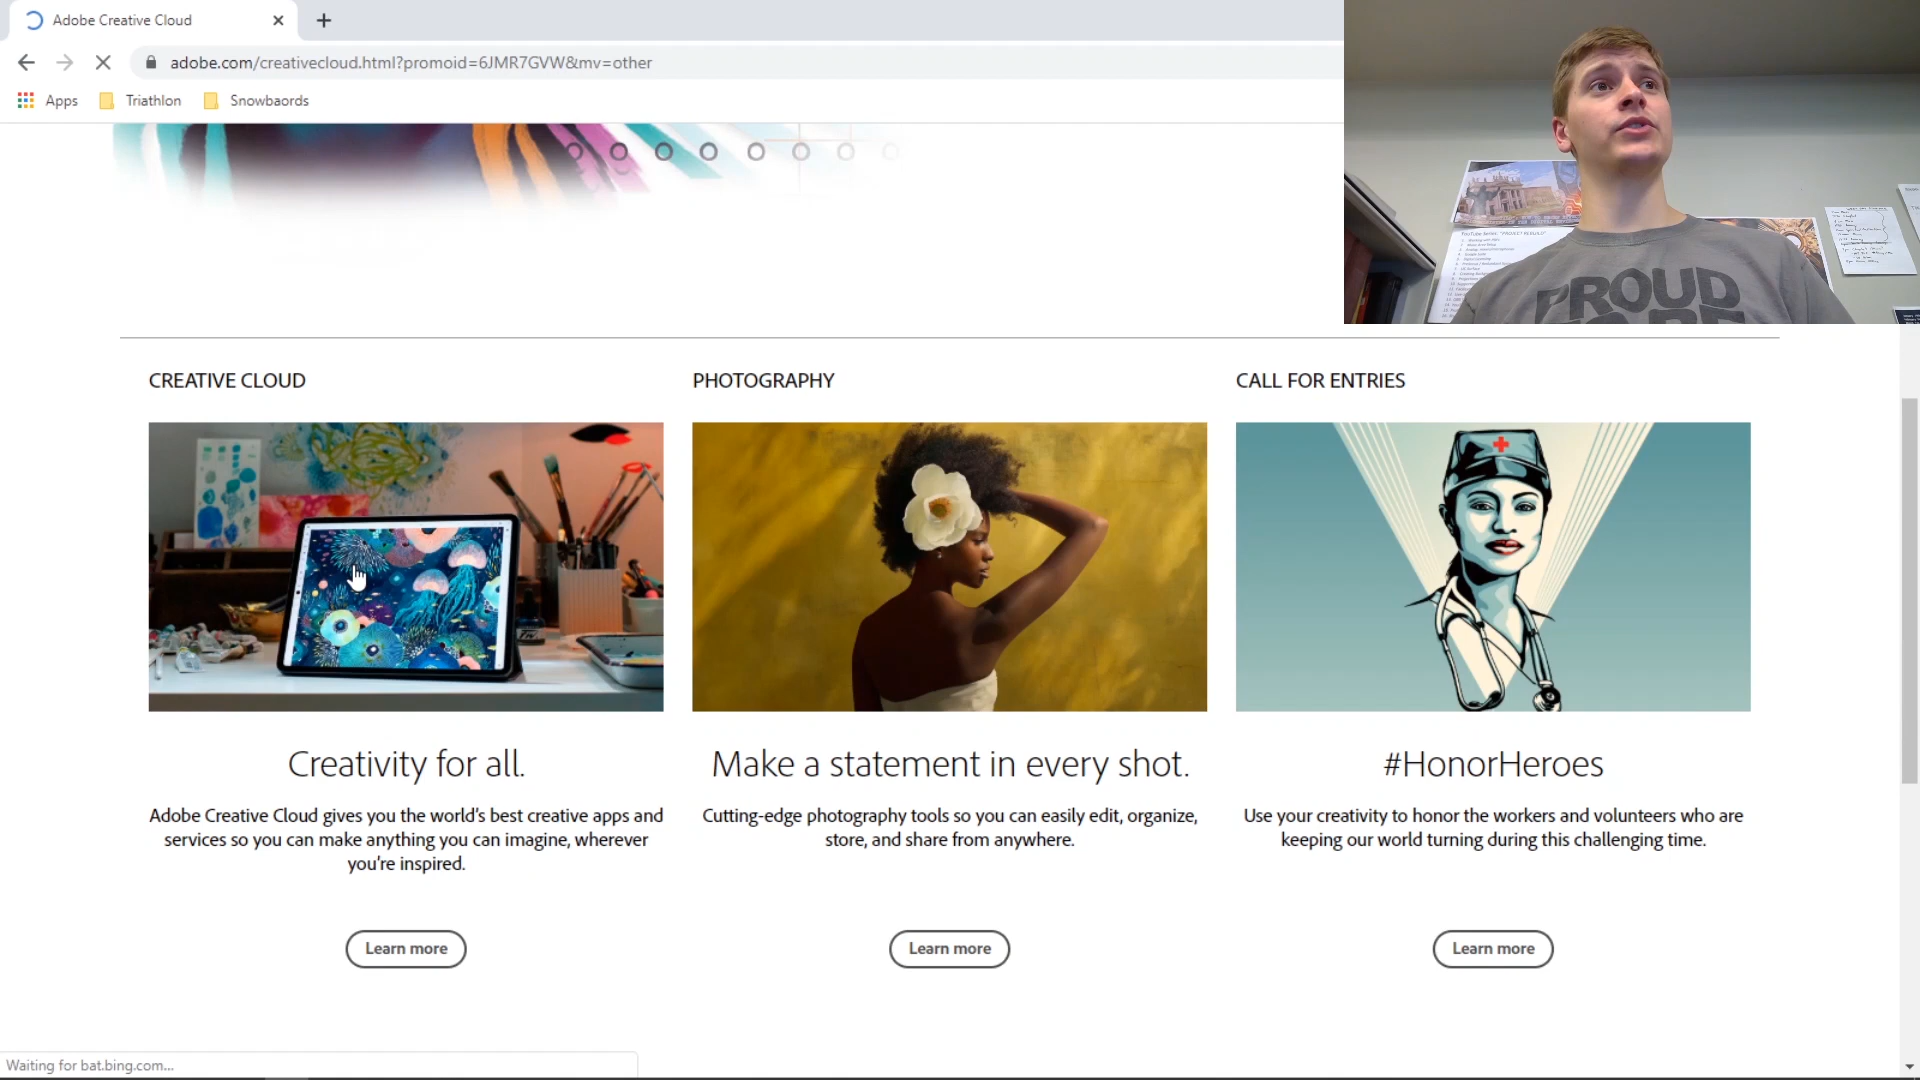 Adobe Creative Cloud
adobe.com/creativecloud.html?promoid=6JMR7GVW&mv=other
Apps
Triathlon
Snowbaords
PROUD
CREATIVE CLOUD
PHOTOGRAPHY
CALL FOR ENTRIES
Creativity for all.
Adobe Creative Cloud gives you the world's best creative apps and
services so you can make anything you can imagine, wherever
you're inspired.
Learn more
Make a statement in every shot.
Cutting-edge photography tools so you can easily edit, organize,
store, and share from anywhere.
Learn more
#HonorHeroes
Use your creativity to honor the workers and volunteers who are
keeping our world turning during this challenging time.
Learn more
Waiting for bat.bing.com...